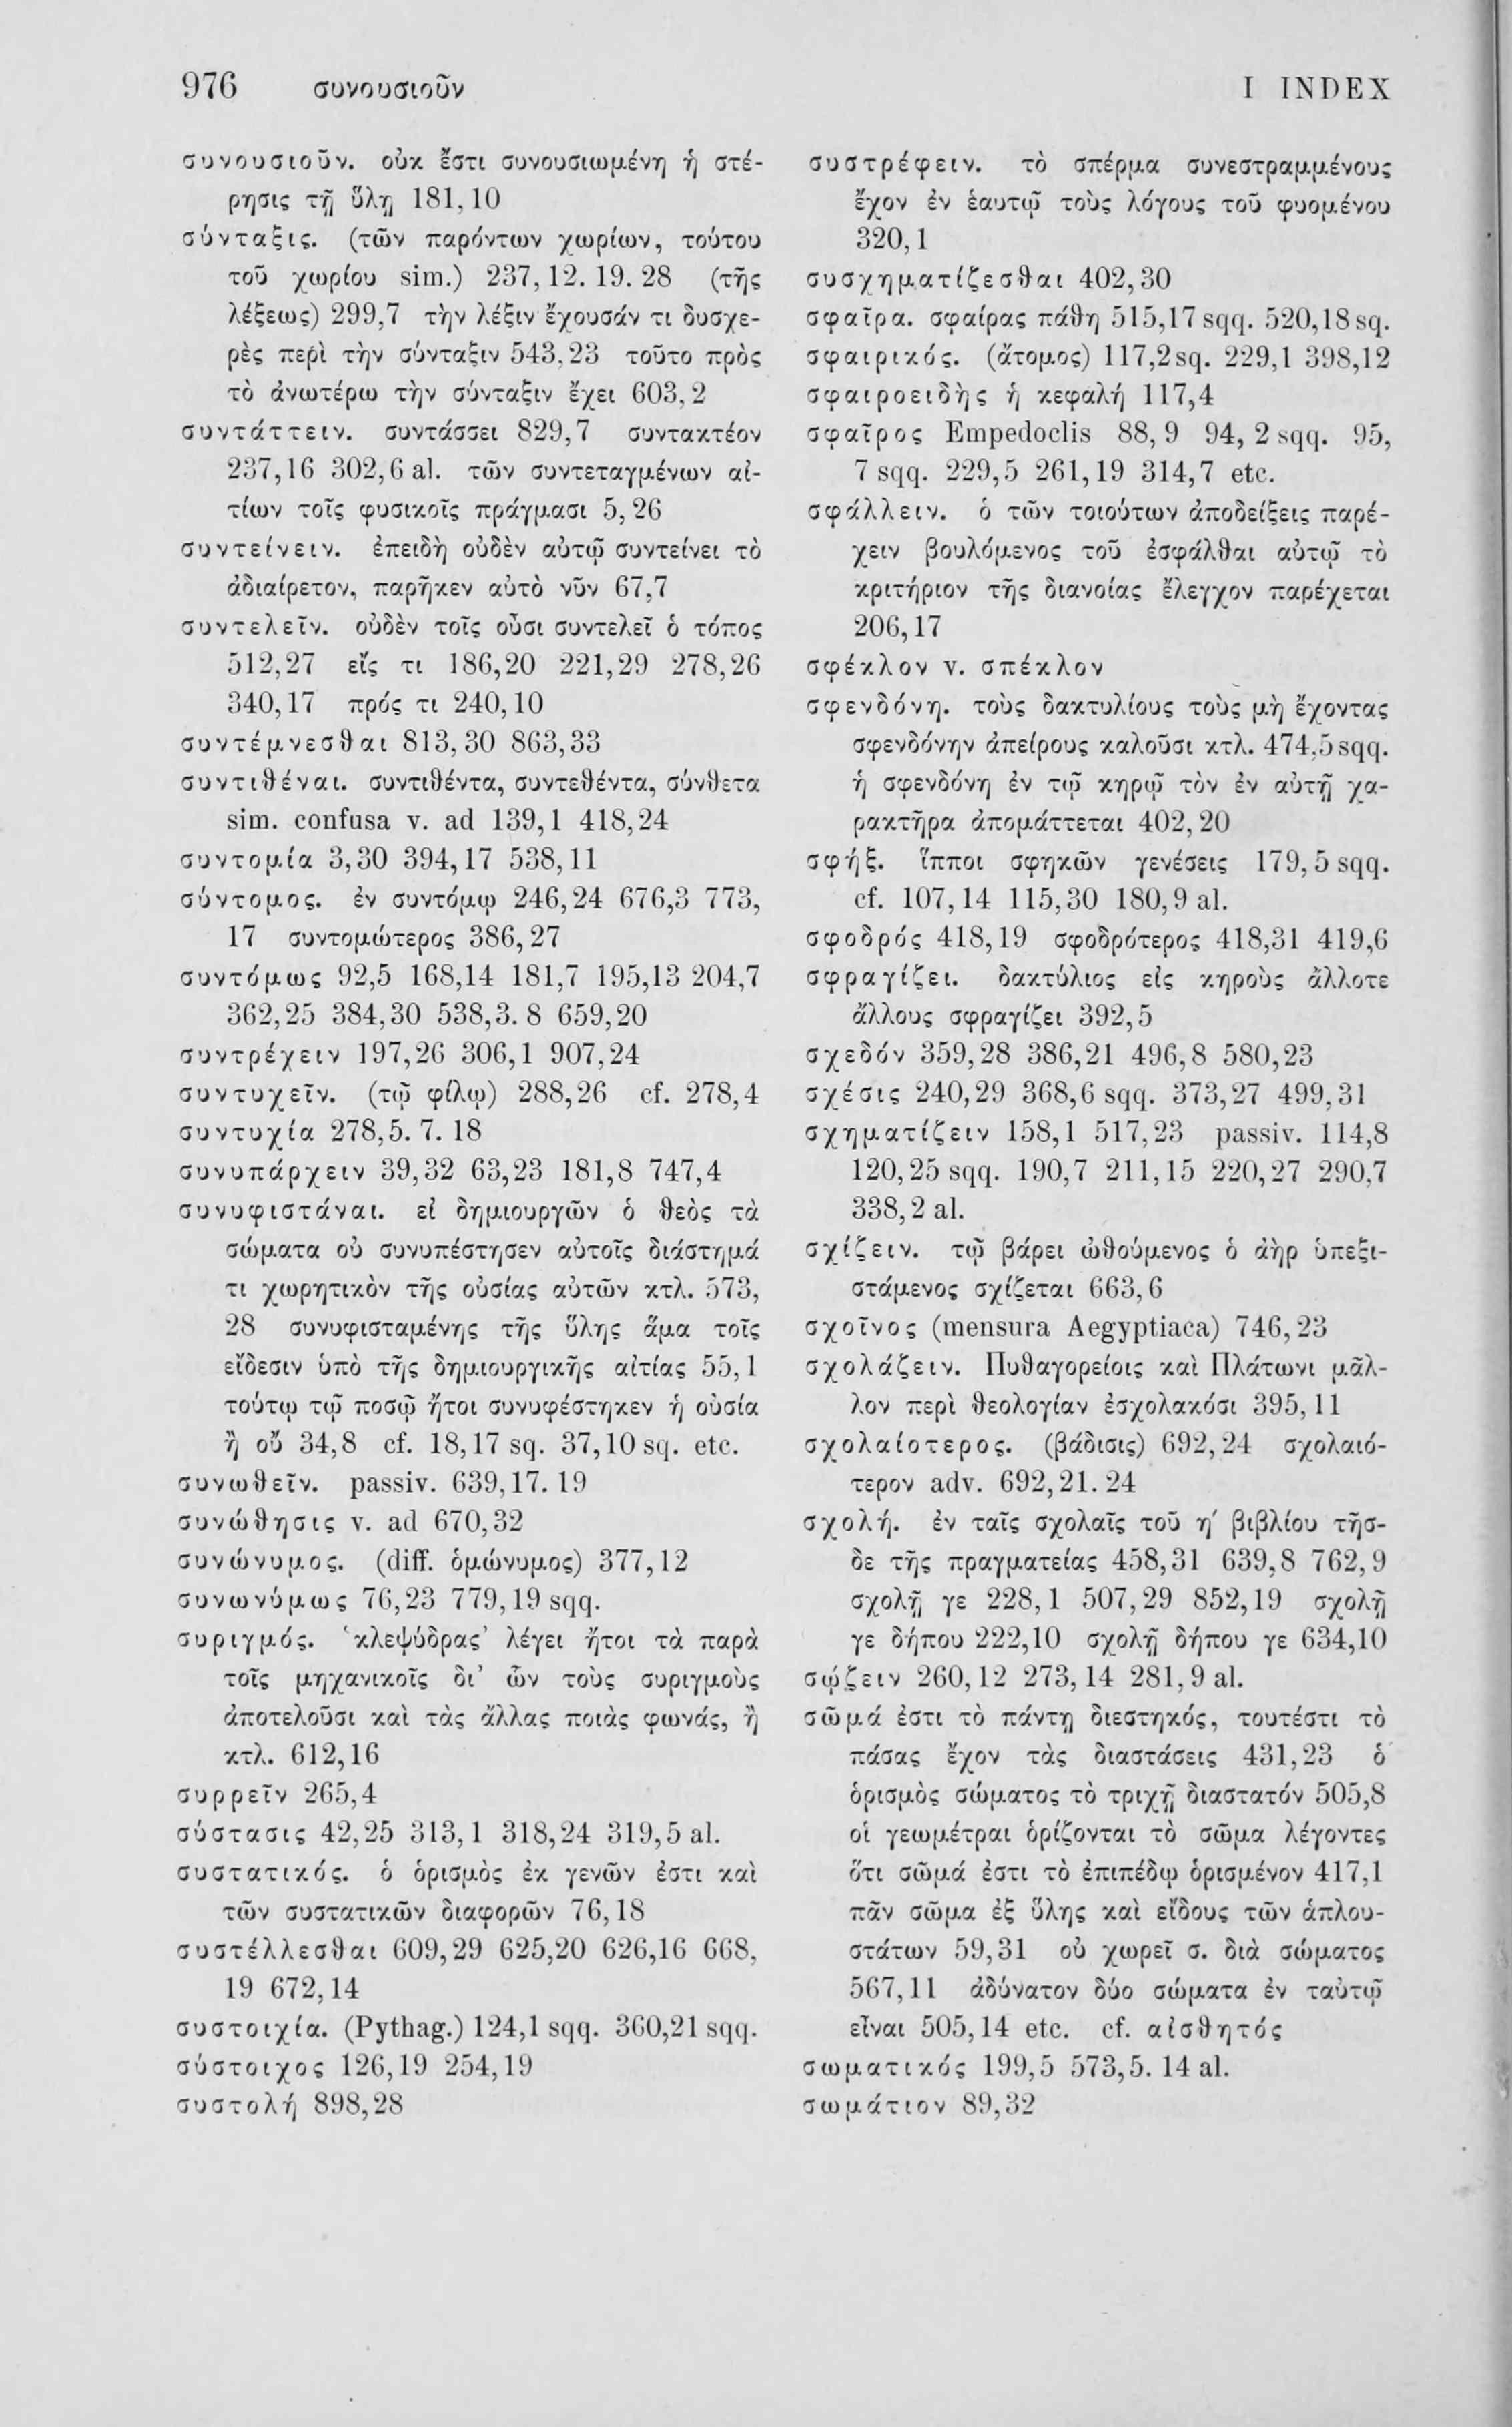 976 συνουσιοῦν I INDEX
συνουσιοῦν. οὐκ ἔστι συνουσιωμένη ἡ στέ-
ρησις τῇ ὕλῃ 181,10
σύνταξις. (τῶν παρόντων χωρίων, τούτου
τοῦ χωρίου sim.) 237,12. 19. 28 (τῆς
λέξεως) 299,7 τὴν λέξιν ἔχουσάν τι δυσχε-
ρὲς περὶ τὴν σύνταξιν 543,23 τοῦτο πρὸς
τὸ ἀνωτέρω τὴν σύνταξιν ἔχει 603,2
συντάττειν. συντάσσει 829,7 συντακτέον
237,16 302,6 al. τῶν συντεταγμένων αἰ-
τίων τοῖς φυσικοῖς πράγμασι 5,26
συντείνειν. ἐπειδὴ οὐδὲν αὐτῷ συντείνει τὸ
ἀδιαίρετον, παρῆκεν αὐτὸ νῦν 67,7
συντελεῖν. οὐδὲν τοῖς οὖσι συντελεῖ ὁ τόπος
512,27 εἴς τι 186,20 221,29 278,26
340,17 πρός τι 240,10
συντέμνεσθαι 813,30 863,33
συντιθέναι. συντιθέντα, συντεθέντα, σύνθετα
sim. confusa v. ad 139,1 418,24
συντομία 3,30 394,17 538,11
σύντομος. ἐν συντόμῳ 246,24 676,3 773,
17 συντομώτερος 386,27
συντόμως 92,5 168,14 181,7 195,13 204,7
362,25 384,30 538,3. 8 659,20
συντρέχειν 197,26 306,1 907,24
συντυχεῖν. (τῷ φίλῳ) 288,26 cf. 278,4
συντυχία 278,5. 7. 18
συνυπάρχειν 39,32 63,23 181,8 747,4
συνυφιστάναι. εἰ δημιουργῶν ὁ θεὸς τὰ
σώματα οὐ συνυπέστησεν αὐτοῖς διάστημά
τι χωρητικὸν τῆς οὐσίας αὐτῶν κτλ. 573,
28 συνυφισταμένης τῆς ὕλης ἅμα τοῖς
εἴδεσιν ὑπὸ τῆς δημιουργικῆς αἰτίας 55,1
τούτῳ τῷ ποσῷ ἤτοι συνυφέστηκεν ἡ οὐσία
ἢ οὔ 34,8 cf. 18,17 sq. 37,10 sq. etc.
συνωθεῖν. passiv. 639,17. 19
συνώθησις v. ad 670,32
συνώνυμος. (diff. ὁμώνυμος) 377,12
συνωνύμως 76,23 779,19 sqq.
συριγμός. ‘κλεψύδρας’ λέγει ἤτοι τὰ παρὰ
τοῖς μηχανικοῖς δι’ ὧν τοὺς συριγμοὺς
ἀποτελοῦσι καὶ τὰς ἄλλας ποιὰς φωνάς, ἢ
κτλ. 612,16
συρρεῖν 265,4
σύστασις 42,25 313,1 318,24 319,5 al.
συστατικός. ὁ ὁρισμὸς ἐκ γενῶν ἐστι καὶ
τῶν συστατικῶν διαφορῶν 76,18
συστέλλεσθαι 609,29 625,20 626,16 668,
19 672,14
συστοιχία. (Pythag.) 124,1 sqq. 360,21 sqq.
σύστοιχος 126,19 254,19
συστολή 898,28
συστρέφειν. τὸ σπέρμα συνεστραμμένους
ἔχον ἐν ἑαυτῷ τοὺς λόγους τοῦ φυομένου
320,1
συσχηματίζεσθαι 402,30
σφαῖρα. σφαίρας πάθη 515,17 sqq. 520,18 sq.
σφαιρικός. (ἄτομος) 117,2 sq. 229,1 398,12
σφαιροειδὴς ἡ κεφαλή 117,4
σφαῖρος Empedoclis 88, 9 94, 2 sqq. 95,
7 sqq. 229,5 261,19 314,7 etc.
σφάλλειν. ὁ τῶν τοιούτων ἀποδείξεις παρέ-
χειν βουλόμενος τοῦ ἐσφάλθαι αὐτῷ τὸ
κριτήριον τῆς διανοίας ἔλεγχον παρέχεται
206,17
σφέκλον v. σπέκλον
σφενδόνη. τοὺς δακτυλίους τοὺς μὴ ἔχοντας
σφενδόνην ἀπείρους καλοῦσι κτλ. 474,5 sqq.
ἡ σφενδόνη ἐν τῷ κηρῷ τὸν ἐν αὐτῇ χα-
ρακτῆρα ἀπομάττεται 402,20
σφήξ. ἵπποι σφηκῶν γενέσεις 179,5 sqq.
cf. 107,14 115,30 180,9 al.
σφοδρός 418,19 σφοδρότερος 418,31 419,6
σφραγίζει. δακτύλιος εἰς κηροὺς ἄλλοτε
ἄλλους σφραγίζει 392,5
σχεδόν 359,28 386,21 496,8 580,23
σχέσις 240,29 368,6 sqq. 373,27 499,31
σχηματίζειν 158,1 517,23 passiv. 114,8
120,25 sqq. 190,7 211,15 220,27 290,7
338,2 al.
σχίζειν. τῷ βάρει ὠθούμενος ὁ ἀὴρ ὑπεξι-
στάμενος σχίζεται 663,6
σχοῖνος (mensura Aegyptiaca) 746,23
σχολάζειν. Πυθαγορείοις καὶ Πλάτωνι μᾶλ-
λον περὶ θεολογίαν ἐσχολακόσι 395,11
σχολαίοτερος. (βάδισις) 692,24 σχολαιό-
τερον adv. 692,21. 24
σχολή. ἐν ταῖς σχολαῖς τοῦ η′ βιβλίου τῆσ-
δε τῆς πραγματείας 458,31 639,8 762,9
σχολῇ γε 228,1 507,29 852,19 σχολῇ
γε δήπου 222,10 σχολῇ δήπου γε 634,10
σῴζειν 260,12 273,14 281,9 al.
σῶμά ἐστι τὸ πάντῃ διεστηκός, τουτέστι τὸ
πάσας ἔχον τὰς διαστάσεις 431,23 ὁ
ὁρισμὸς σώματος τὸ τριχῇ διαστατόν 505,8
οἱ γεωμέτραι ὁρίζονται τὸ σῶμα λέγοντες
ὅτι σῶμά ἐστι τὸ ἐπιπέδῳ ὁρισμένον 417,1
πᾶν σῶμα ἐξ ὕλης καὶ εἴδους τῶν ἁπλου-
στάτων 59,31 οὐ χωρεῖ σ. διὰ σώματος
567,11 ἀδύνατον δύο σώματα ἐν ταὐτῷ
εἶναι 505,14 etc. cf. αἰσθητός
σωματικός 199,5 573,5. 14 al.
σωμάτιον 89,32